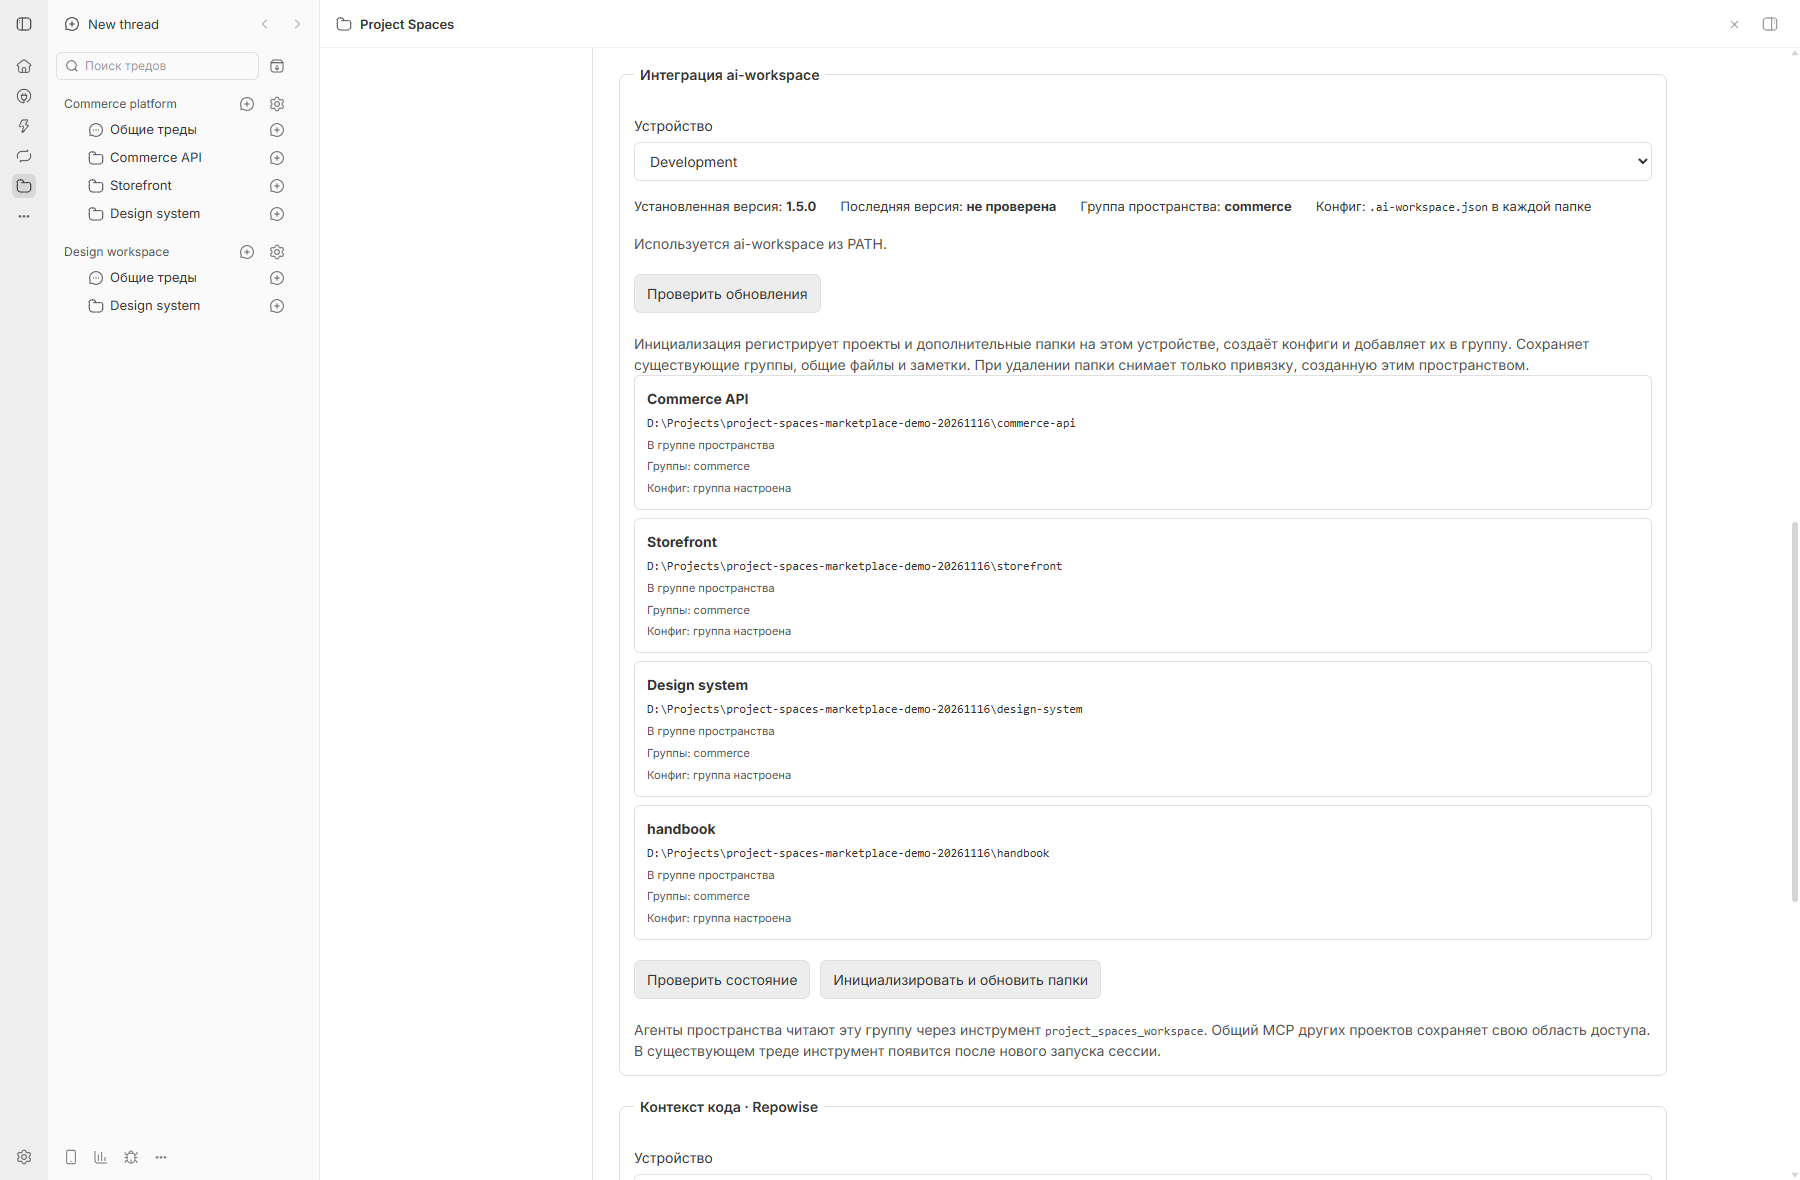 New thread
Project Spaces
Поиск тредов
Commerce platform
Общие треды
Commerce API
Storefront
Design system
Design workspace
Общие треды
Design system
Интеграция ai-workspace
Устройство
Development
Установленная версия: 1.5.0 Последняя версия: не проверена Группа пространства: commerce Конфиг: .ai-workspace.json в каждой папке
Используется ai-workspace из PATH.
Проверить обновления
Инициализация регистрирует проекты и дополнительные папки на этом устройстве, создаёт конфиги и добавляет их в группу. Сохраняет
существующие группы, общие файлы и заметки. При удалении папки снимает только привязку, созданную этим пространством.
Commerce API
D:\Projects\project-spaces-marketplace-demo-20261116\commerce-api
В группе пространства
Группы: commerce
Конфиг: группа настроена
Storefront
D:\Projects\project-spaces-marketplace-demo-20261116\storefront
В группе пространства
Группы: commerce
Конфиг: группа настроена
Design system
D:\Projects\project-spaces-marketplace-demo-20261116\design-system
В группе пространства
Группы: commerce
Конфиг: группа настроена
handbook
D:\Projects\project-spaces-marketplace-demo-20261116\handbook
В группе пространства
Группы: commerce
Конфиг: группа настроена
Проверить состояние Инициализировать и обновить папки
Агенты пространства читают эту группу через инструмент project_spaces_workspace. Общий MCP других проектов сохраняет свою область доступа.
В существующем треде инструмент появится после нового запуска сессии.
Контекст кода · Repowise
Устройство